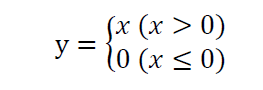 y = { x (x > 0)
0 (x ≤ 0)